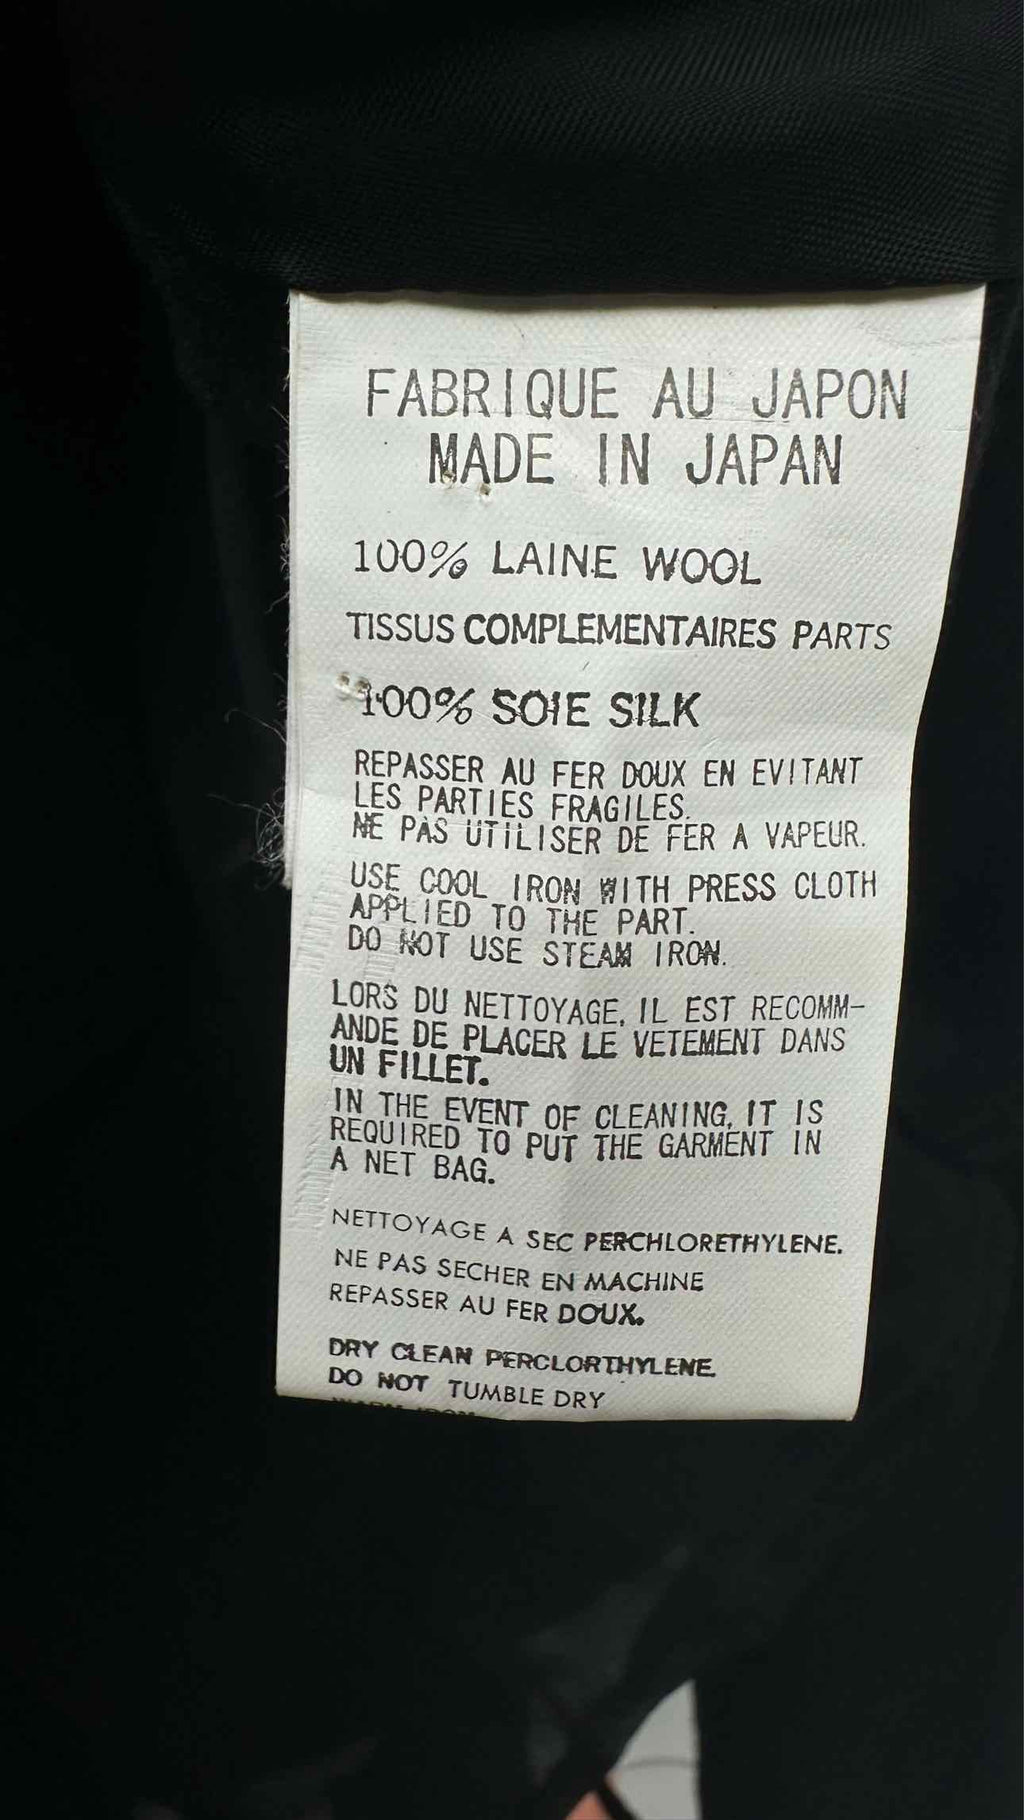 FABRIQUE AU JAPON
MADE IN JAPAN
100% LAINE WOOL
TISSUS COMPLEMENTAIRES PARTS
100% SOIE SILK
REPASSER AU FER DOUX EN EVITANT
LES PARTIES FRAGILES.
NE PAS UTILISER DE FER A VAPEUR.
USE COOL IRON WITH PRESS CLOTH
APPLIED TO THE PART.
DO NOT USE STEAM IRON.
LORS DU NETTOYAGE, IL EST RECOMM-
ANDE DE PLACER LE VETEMENT DANS
UN FILLET.
IN THE EVENT OF CLEANING, IT IS
REQUIRED TO PUT THE GARMENT IN
A NET BAG.
NETTOYAGE A SEC PERCHLORETHYLENE.
NE PAS SECHER EN MACHINE
REPASSER AU FER DOUX.
DRY CLEAN PERCLORTHYLENE.
DO NOT TUMBLE DRY